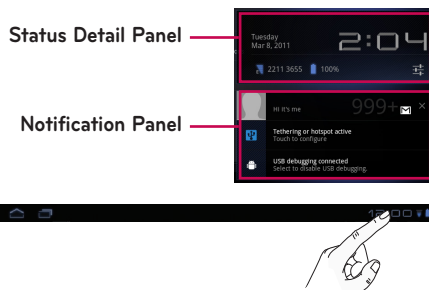 Status Detail Panel
Tuesday
Mar 8, 2011
2:04
2211 3655 100%
HI It's me 999+
Notification Panel
Tethering or hotspot active
Touch to configure
USB debugging connected
Select to disable USB debugging.